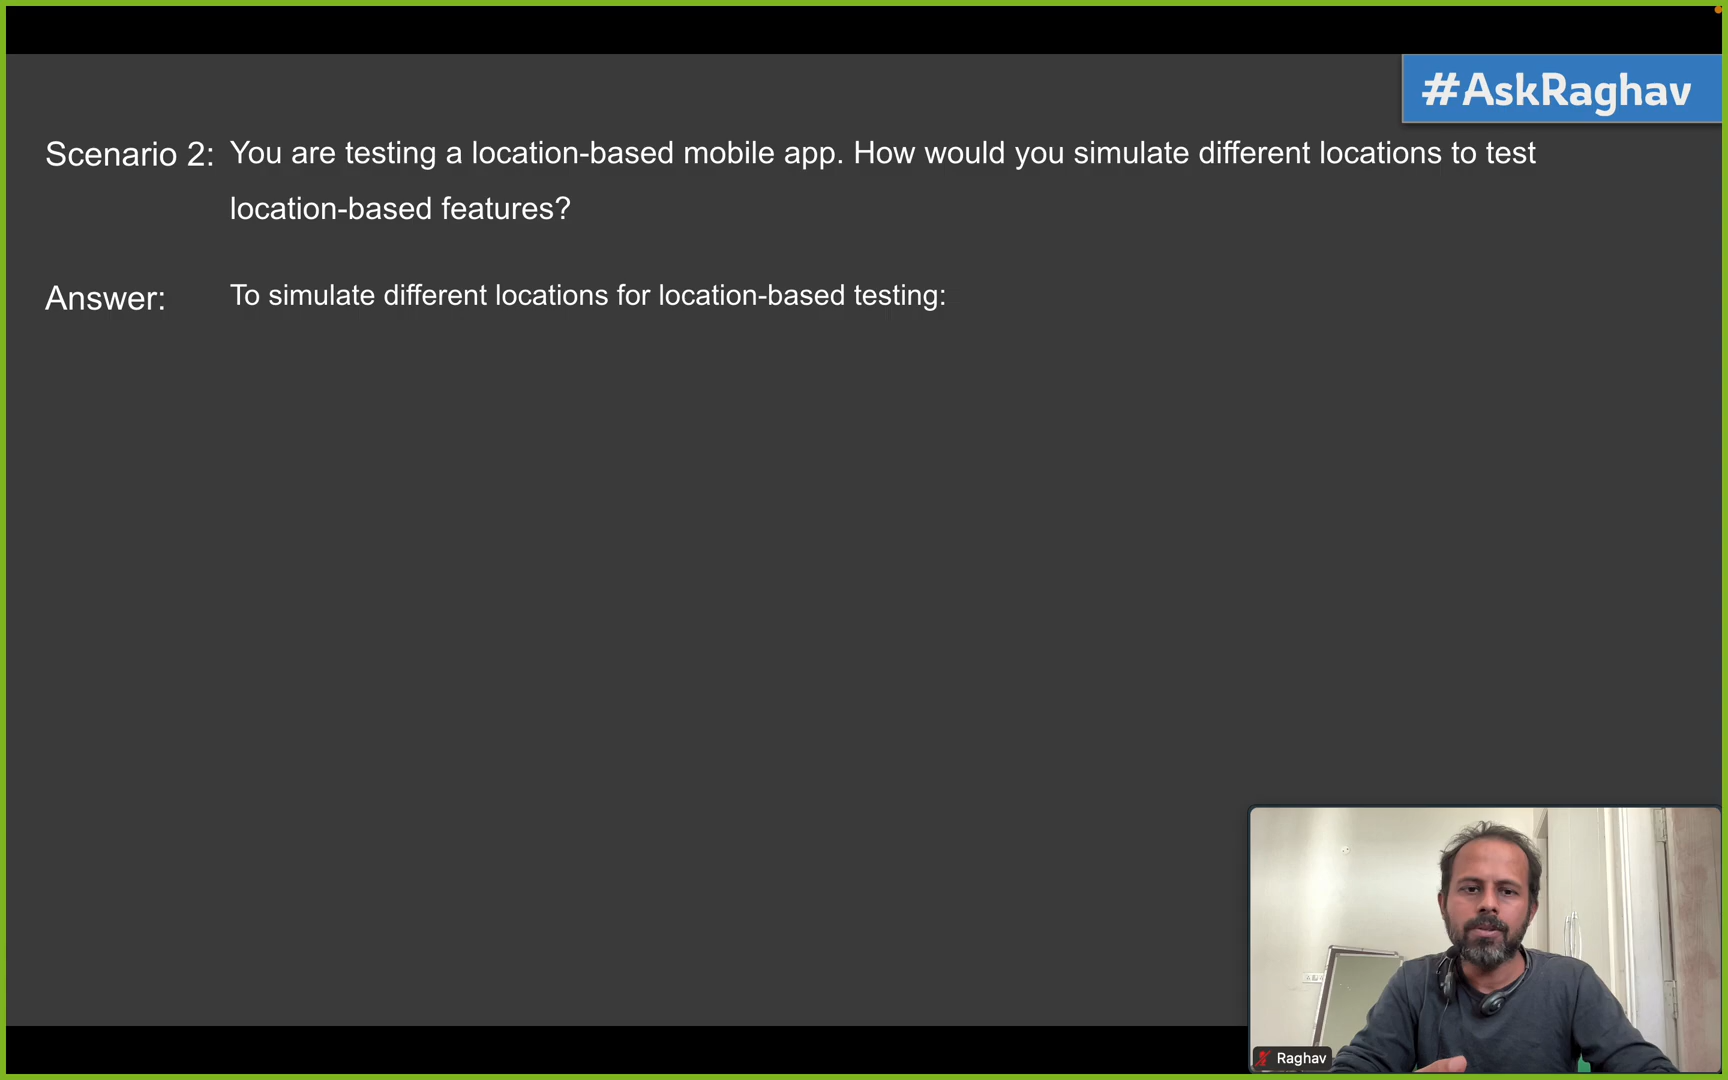 #AskRaghav
Scenario 2: You are testing a location-based mobile app. How would you simulate different locations to test
location-based features?
Answer: To simulate different locations for location-based testing:
Raghav